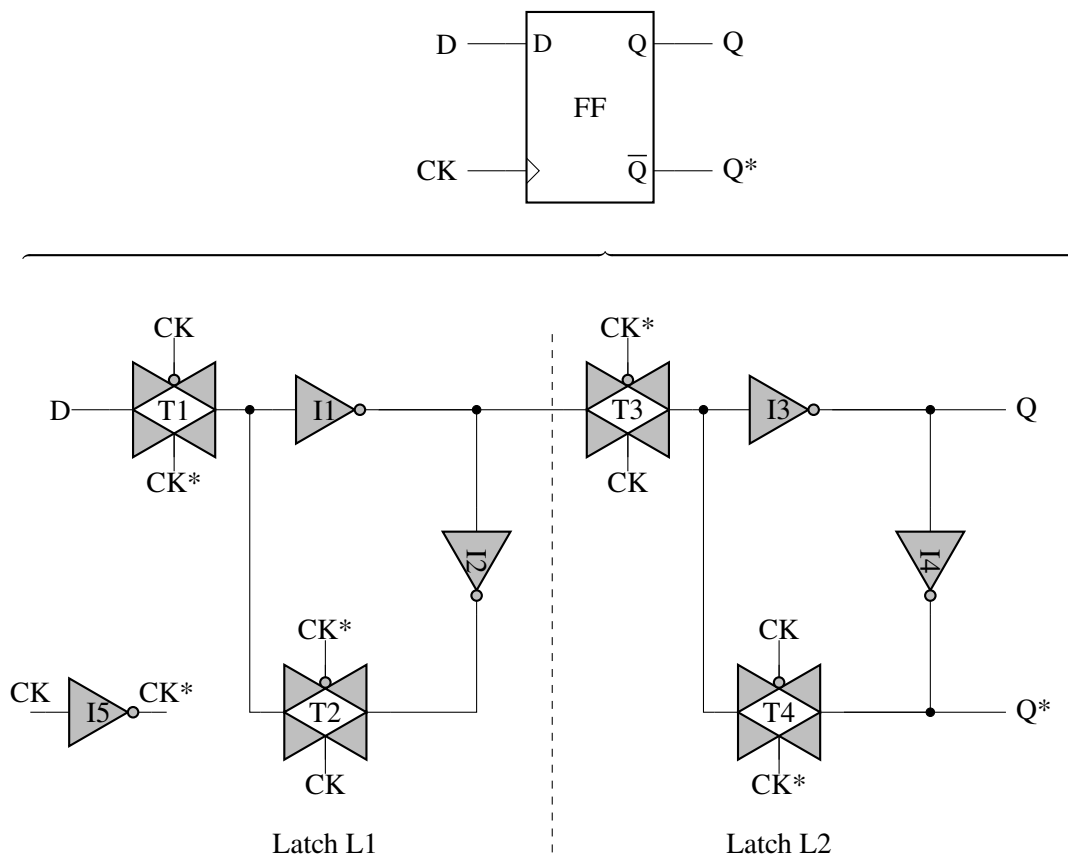 D D Q Q
FF
CK Q Q*
CK CK*
D T1 I1 T3 I3 Q
CK* CK
I2 I4
CK* CK
CK I5 CK* T2 T4 Q*
CK CK*
Latch L1 Latch L2